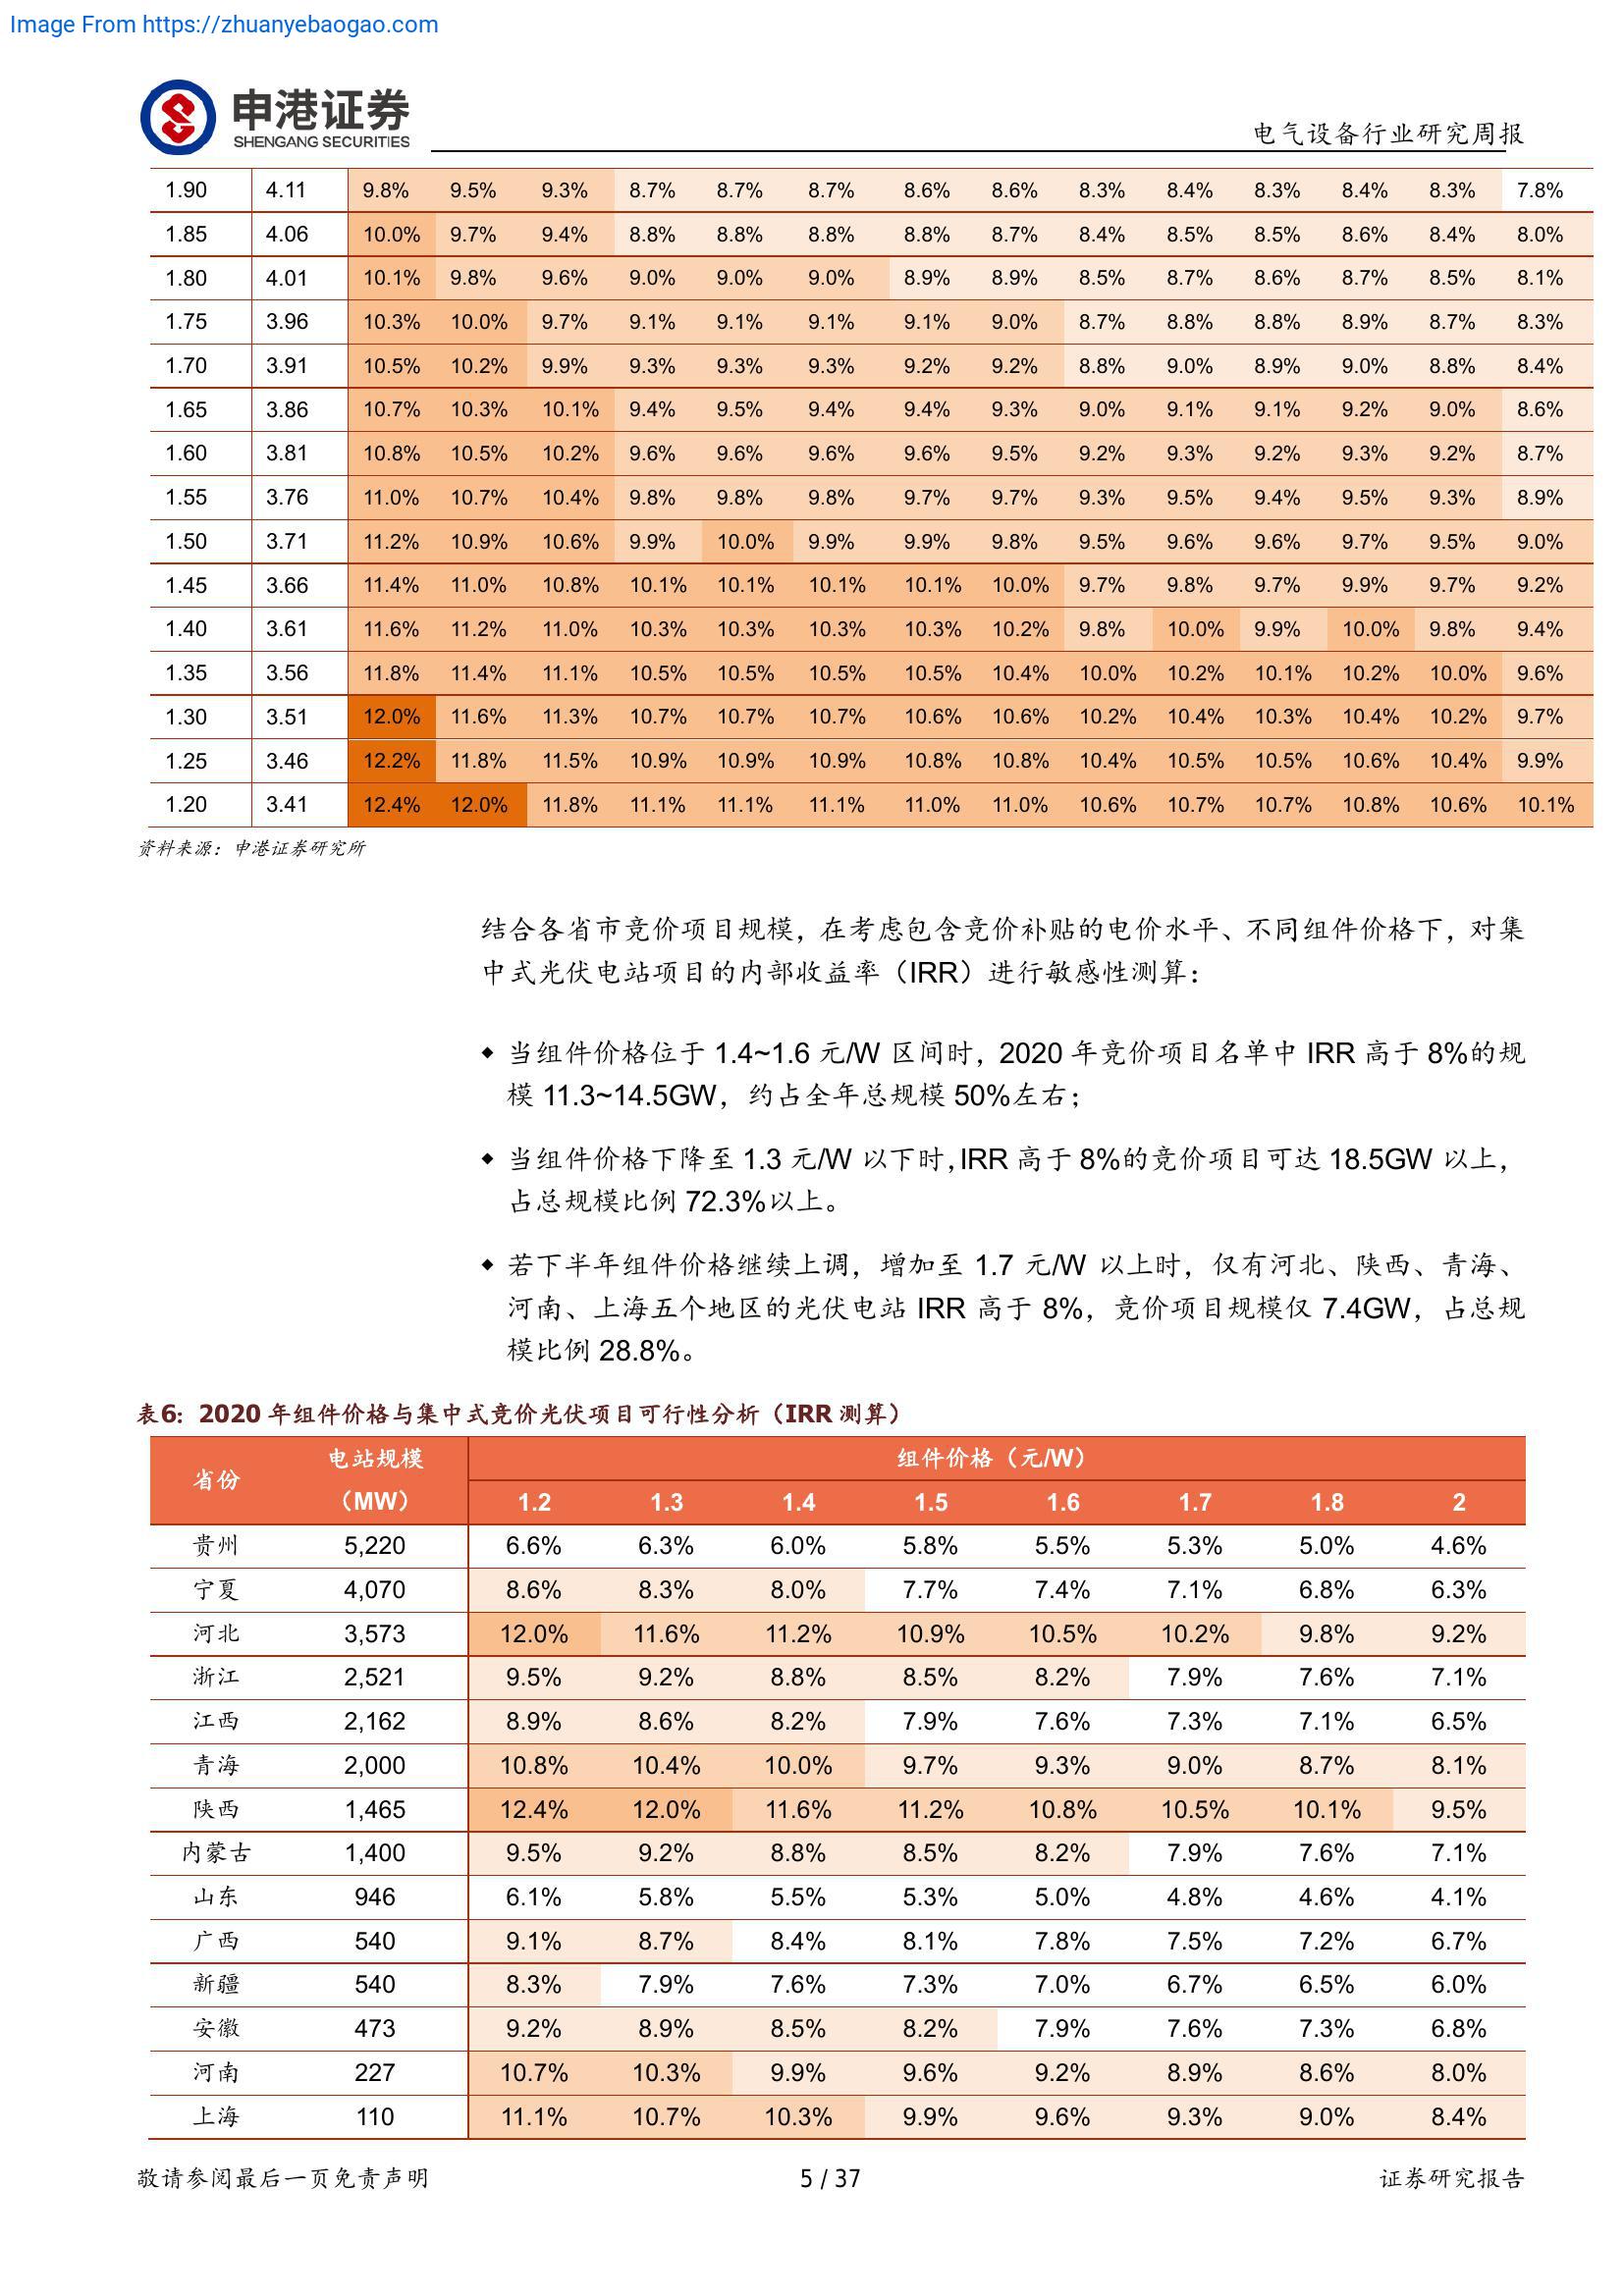 Image From https://zhuanyebaogao.com
申港证券
SHENGANG SECURITIES
电气设备行业研究周报
1.90 4.11 9.8% 9.5% 9.3% 8.7% 8.7% 8.7% 8.6% 8.6% 8.3% 8.4% 8.3% 8.4% 8.3% 7.8%
1.85 4.06 10.0% 9.7% 9.4% 8.8% 8.8% 8.8% 8.8% 8.7% 8.4% 8.5% 8.5% 8.6% 8.4% 8.0%
1.80 4.01 10.1% 9.8% 9.6% 9.0% 9.0% 9.0% 8.9% 8.9% 8.5% 8.7% 8.6% 8.7% 8.5% 8.1%
1.75 3.96 10.3% 10.0% 9.7% 9.1% 9.1% 9.1% 9.1% 9.0% 8.7% 8.8% 8.8% 8.9% 8.7% 8.3%
1.70 3.91 10.5% 10.2% 9.9% 9.3% 9.3% 9.3% 9.2% 9.2% 8.8% 9.0% 8.9% 9.0% 8.8% 8.4%
1.65 3.86 10.7% 10.3% 10.1% 9.4% 9.5% 9.4% 9.4% 9.3% 9.0% 9.1% 9.1% 9.2% 9.0% 8.6%
1.60 3.81 10.8% 10.5% 10.2% 9.6% 9.6% 9.6% 9.6% 9.5% 9.2% 9.3% 9.2% 9.3% 9.2% 8.7%
1.55 3.76 11.0% 10.7% 10.4% 9.8% 9.8% 9.8% 9.7% 9.7% 9.3% 9.5% 9.4% 9.5% 9.3% 8.9%
1.50 3.71 11.2% 10.9% 10.6% 9.9% 10.0% 9.9% 9.9% 9.8% 9.5% 9.6% 9.6% 9.7% 9.5% 9.0%
1.45 3.66 11.4% 11.0% 10.8% 10.1% 10.1% 10.1% 10.1% 10.0% 9.7% 9.8% 9.7% 9.9% 9.7% 9.2%
1.40 3.61 11.6% 11.2% 11.0% 10.3% 10.3% 10.3% 10.3% 10.2% 9.8% 10.0% 9.9% 10.0% 9.8% 9.4%
1.35 3.56 11.8% 11.4% 11.1% 10.5% 10.5% 10.5% 10.5% 10.4% 10.0% 10.2% 10.1% 10.2% 10.0% 9.6%
1.30 3.51 12.0% 11.6% 11.3% 10.7% 10.7% 10.7% 10.6% 10.6% 10.2% 10.4% 10.3% 10.4% 10.2% 9.7%
1.25 3.46 12.2% 11.8% 11.5% 10.9% 10.9% 10.9% 10.8% 10.8% 10.4% 10.5% 10.5% 10.6% 10.4% 9.9%
1.20 3.41 12.4% 12.0% 11.8% 11.1% 11.1% 11.1% 11.0% 11.0% 10.6% 10.7% 10.7% 10.8% 10.6% 10.1%
资料来源：申港证券研究所
结合各省市竞价项目规模，在考虑包含竞价补贴的电价水平、不同组件价格下，对集
中式光伏电站项目的内部收益率（IRR）进行敏感性测算：
◆ 当组件价格位于 1.4~1.6 元/W 区间时，2020 年竞价项目名单中 IRR 高于 8%的规
模 11.3~14.5GW，约占全年总规模 50%左右；
◆ 当组件价格下降至 1.3 元/W 以下时，IRR 高于 8%的竞价项目可达 18.5GW 以上，
占总规模比例 72.3%以上。
◆ 若下半年组件价格继续上调，增加至 1.7 元/W 以上时，仅有河北、陕西、青海、
河南、上海五个地区的光伏电站 IRR 高于 8%，竞价项目规模仅 7.4GW，占总规
模比例 28.8%。
表6：2020 年组件价格与集中式竞价光伏项目可行性分析（IRR 测算）
省份 电站规模（MW） 组件价格（元/W）
1.2 1.3 1.4 1.5 1.6 1.7 1.8 2
贵州 5,220 6.6% 6.3% 6.0% 5.8% 5.5% 5.3% 5.0% 4.6%
宁夏 4,070 8.6% 8.3% 8.0% 7.7% 7.4% 7.1% 6.8% 6.3%
河北 3,573 12.0% 11.6% 11.2% 10.9% 10.5% 10.2% 9.8% 9.2%
浙江 2,521 9.5% 9.2% 8.8% 8.5% 8.2% 7.9% 7.6% 7.1%
江西 2,162 8.9% 8.6% 8.2% 7.9% 7.6% 7.3% 7.1% 6.5%
青海 2,000 10.8% 10.4% 10.0% 9.7% 9.3% 9.0% 8.7% 8.1%
陕西 1,465 12.4% 12.0% 11.6% 11.2% 10.8% 10.5% 10.1% 9.5%
内蒙古 1,400 9.5% 9.2% 8.8% 8.5% 8.2% 7.9% 7.6% 7.1%
山东 946 6.1% 5.8% 5.5% 5.3% 5.0% 4.8% 4.6% 4.1%
广西 540 9.1% 8.7% 8.4% 8.1% 7.8% 7.5% 7.2% 6.7%
新疆 540 8.3% 7.9% 7.6% 7.3% 7.0% 6.7% 6.5% 6.0%
安徽 473 9.2% 8.9% 8.5% 8.2% 7.9% 7.6% 7.3% 6.8%
河南 227 10.7% 10.3% 9.9% 9.6% 9.2% 8.9% 8.6% 8.0%
上海 110 11.1% 10.7% 10.3% 9.9% 9.6% 9.3% 9.0% 8.4%
敬请参阅最后一页免责声明
5 / 37
证券研究报告